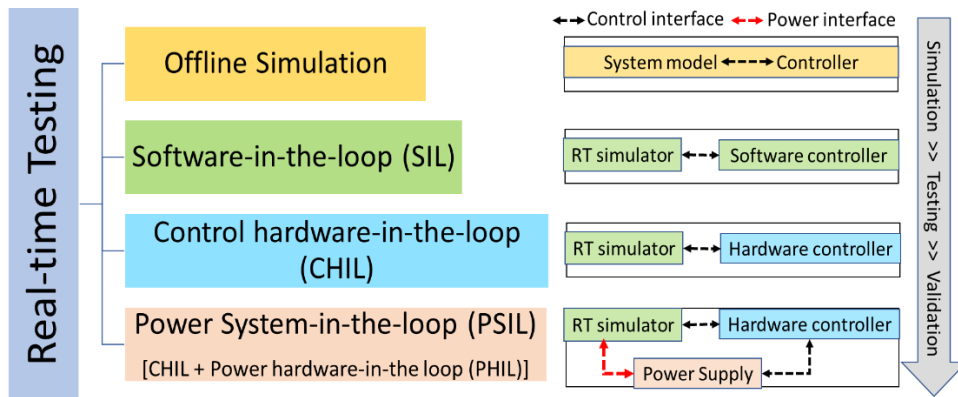 Real-time Testing
Control interface
Power interface
Offline Simulation
System model
Controller
Software-in-the-loop (SIL)
RT simulator
Software controller
Control hardware-in-the-loop
(CHIL)
RT simulator
Hardware controller
Power System-in-the-loop (PSIL)
[CHIL + Power hardware-in-the loop (PHIL)]
RT simulator
Hardware controller
Power Supply
Simulation >> Testing >> Validation